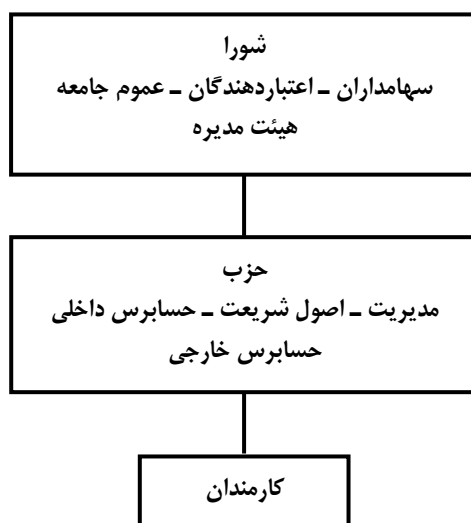 شورا
سهامداران ـ اعتباردهندگان ـ عموم جامعه
هیئت مدیره
حزب
مدیریت ـ اصول شریعت ـ حسابرس داخلی
حسابرس خارجی
کارمندان